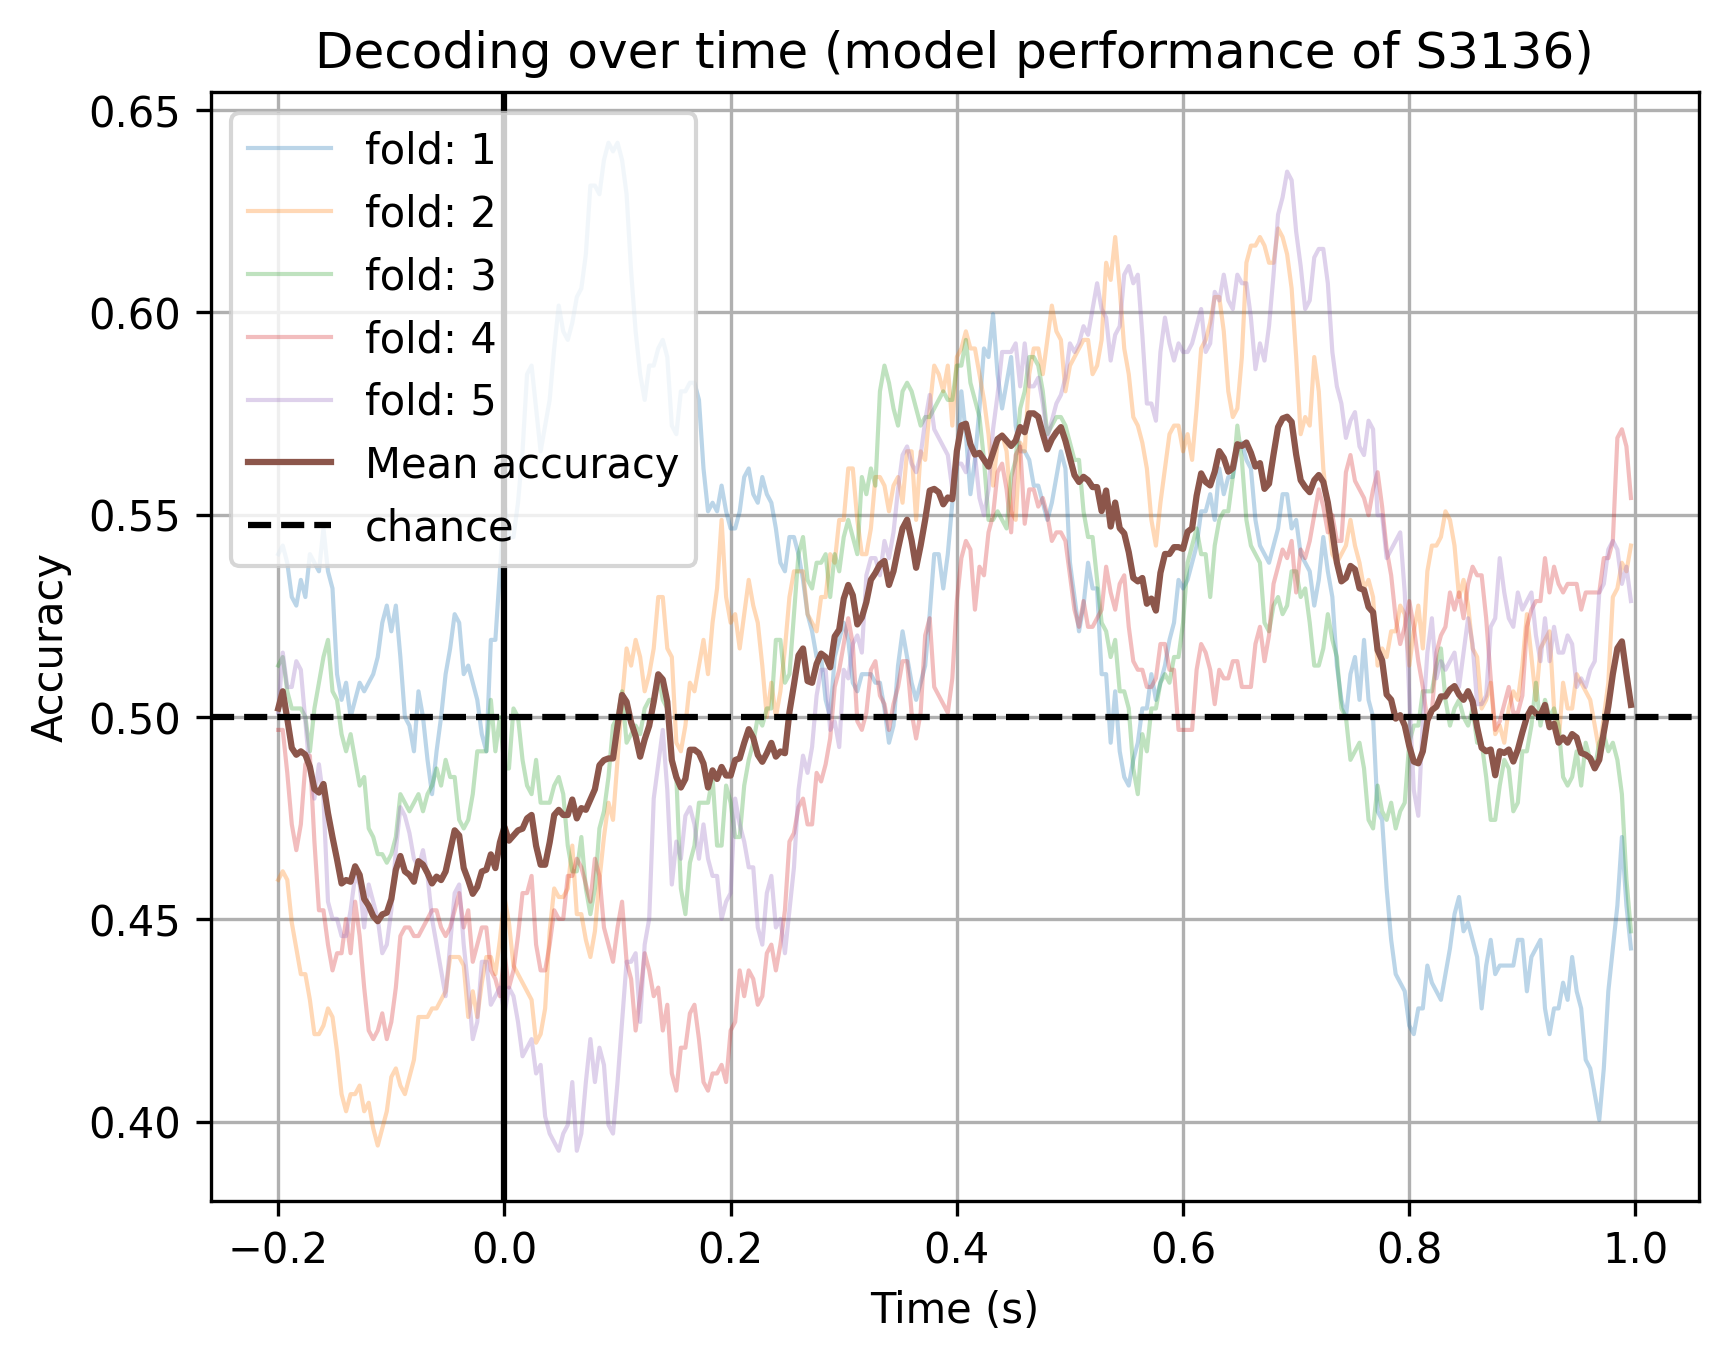 Decoding over time (model performance of S3136)
Accuracy
0.65
0.60
0.55
0.50
0.45
0.40
fold: 1
fold: 2
fold: 3
fold: 4
fold: 5
Mean accuracy
chance
−0.2
0.0
0.2
0.4
0.6
0.8
1.0
Time (s)